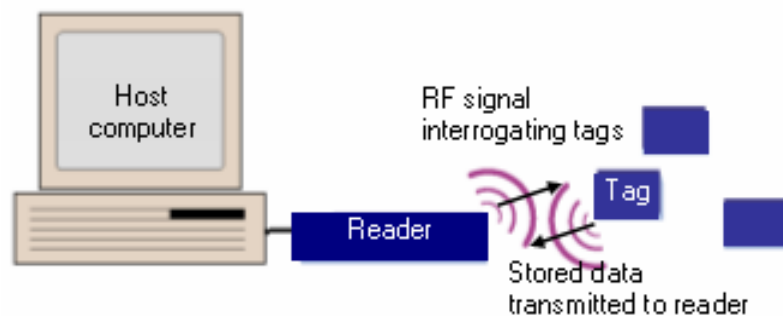 Host
computer
RF signal
interrogating tags
Tag
Reader
Stored data
transmitted to reader